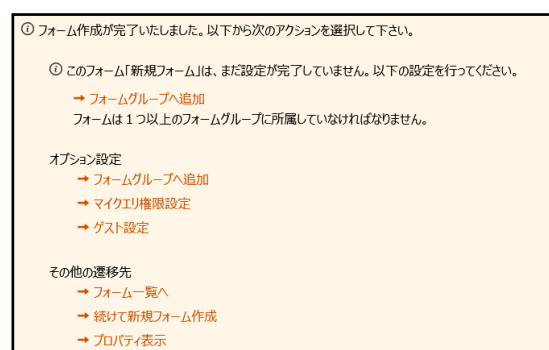 フォーム作成が完了いたしました。以下から次のアクションを選択して下さい。
このフォーム「新規フォーム」は、まだ設定が完了していません。以下の設定を行ってください。
→ フォームグループへ追加
フォームは１つ以上のフォームグループに所属していなければなりません。
オプション設定
→ フォームグループへ追加
→ マイクエリ権限設定
→ ゲスト設定
その他の遷移先
→ フォーム一覧へ
→ 続けて新規フォーム作成
→ プロパティ表示